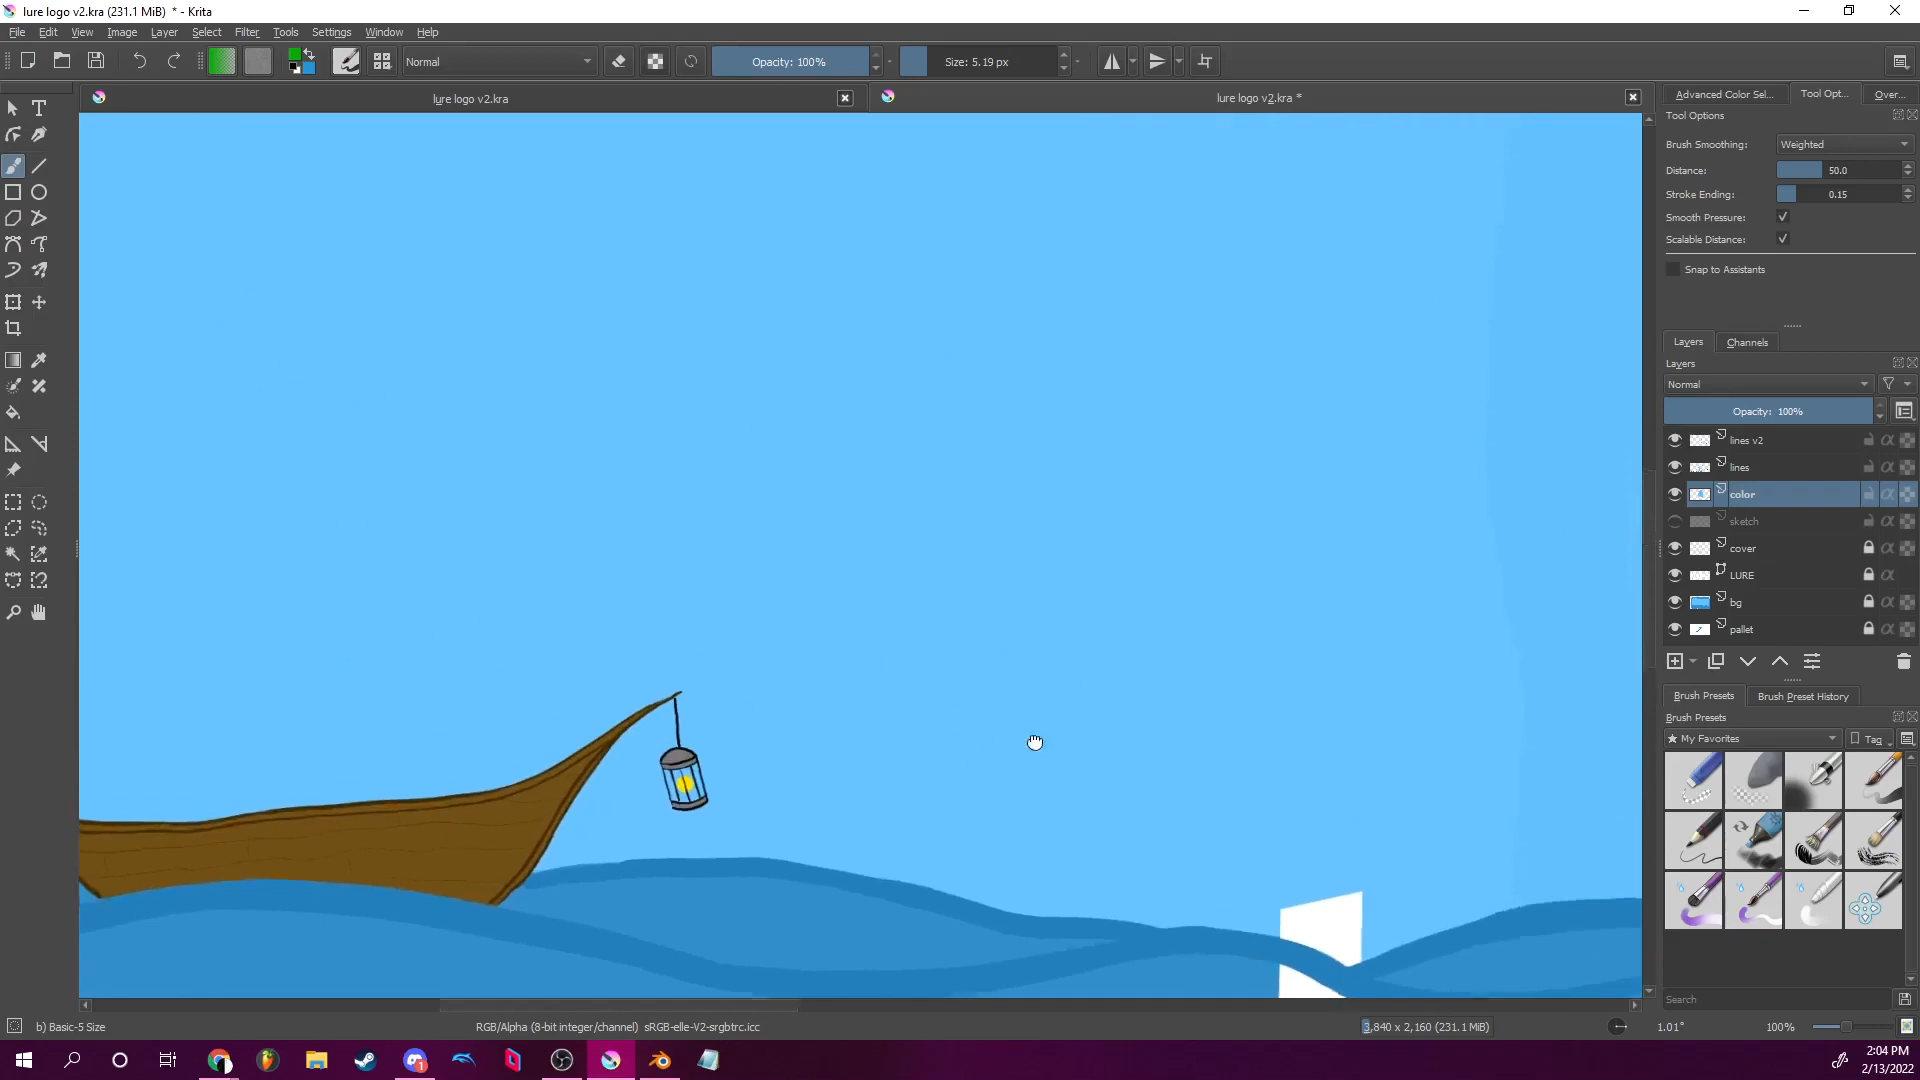 lure logo v2.kra (231.1 MiB)  * - Krita
File Edit View Image Layer Select Filter Tools Settings Window Help
Normal
Opacity: 100%
Size: 5.19 px
lyre logo v2.kra
lure logo v2.kra *
Advanced Color Sel...
Tool Opt...
Over...
Tool Options
Brush Smoothing:
Weighted
Distance:
50.0
Stroke Ending:
0.15
Smooth Pressure:
Scalable Distance:
Snap to Assistants
Layers
Channels
Layers
Normal
Opacity: 100%
lines v2
lines
color
sketch
cover
LURE
bg
pallet
Brush Presets
Brush Preset History
Brush Presets
My Favorites
Tag
Search
b) Basic-5 Size
RGB/Alpha (8-bit integer/channel)  sRGB-elle-V2-srgbtrc.icc
3,840 x 2,160 (231.1 MiB)
1.01°
100%
2:04 PM
2/13/2022